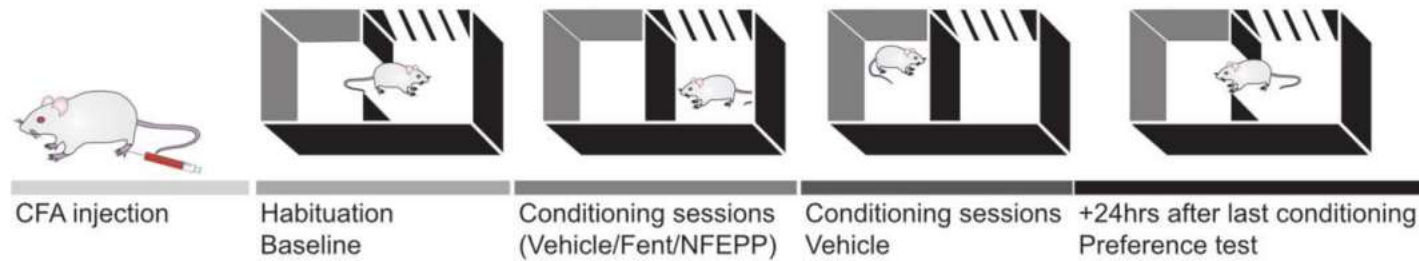 CFA injection
Habituation
Baseline
Conditioning sessions
(Vehicle/Fent/NFEPP)
Conditioning sessions
Vehicle
+24hrs after last conditioning
Preference test